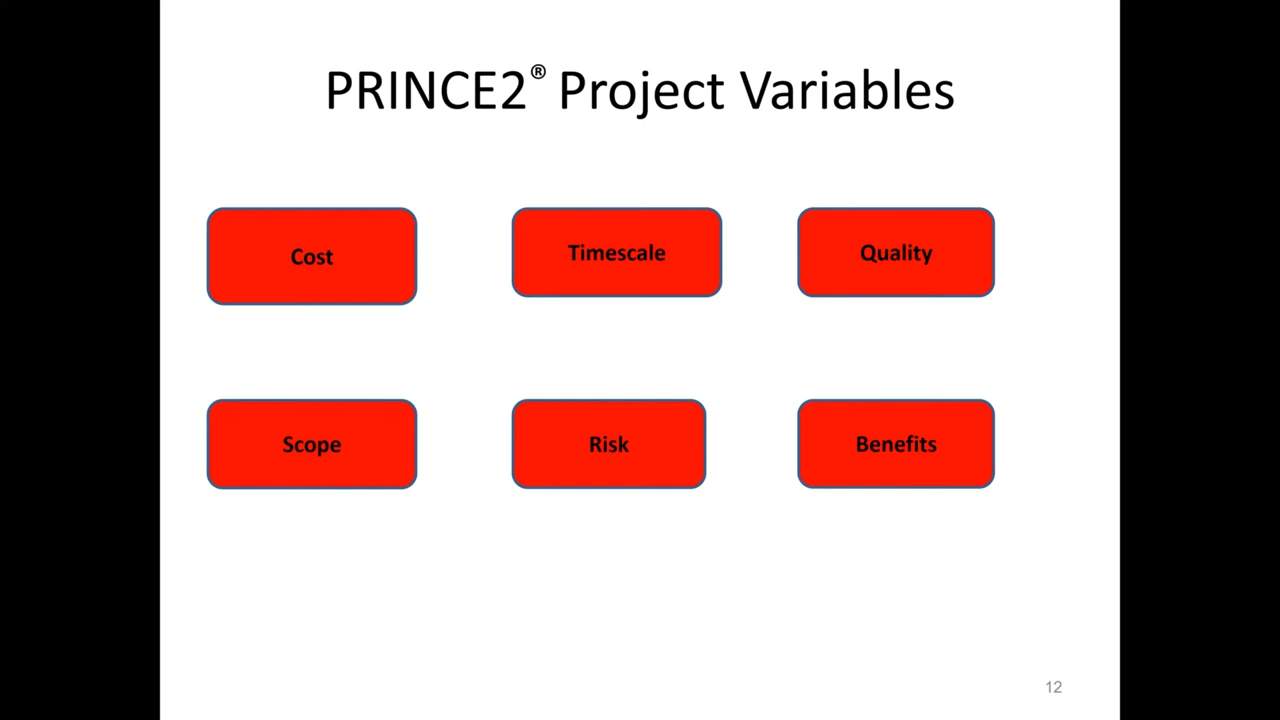 PRINCE2® Project Variables
Cost
Timescale
Quality
Scope
Risk
Benefits
12